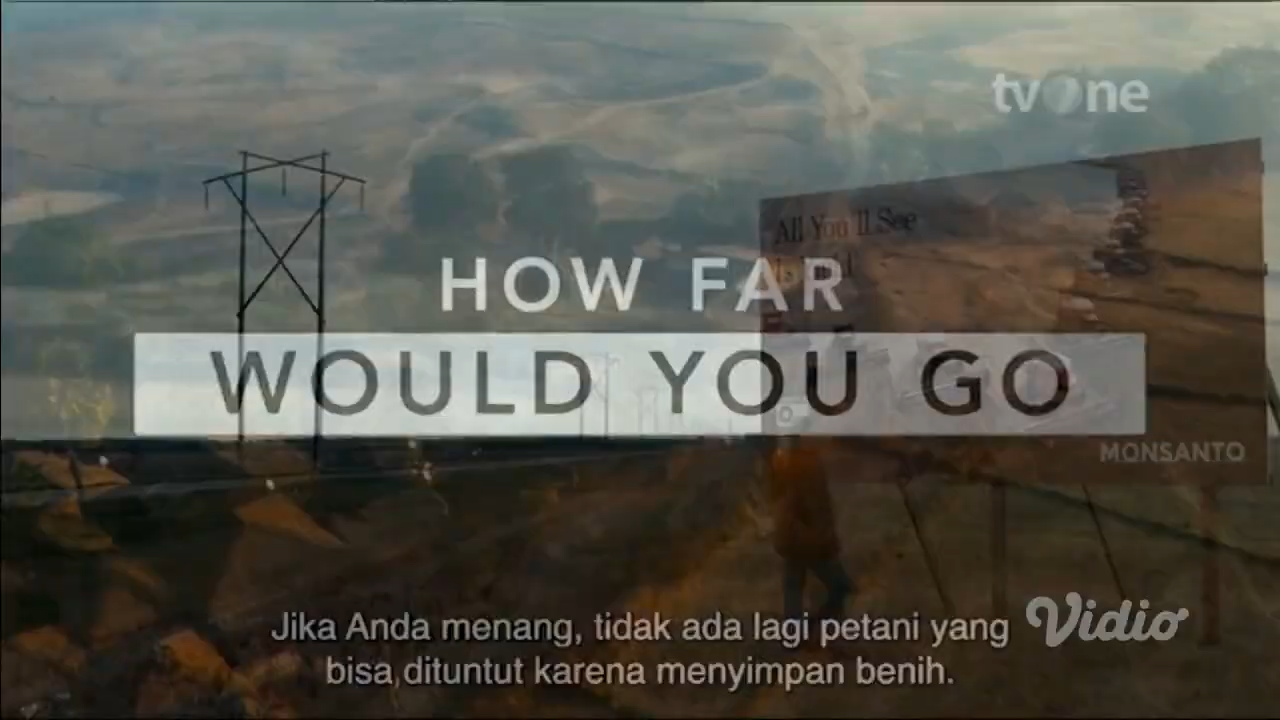 tvOne
All You'll See
HOW FAR
WOULD YOU GO
MONSANTO
Jika Anda menang, tidak ada lagi petani yang
bisa dituntut karena menyimpan benih.
Vidio